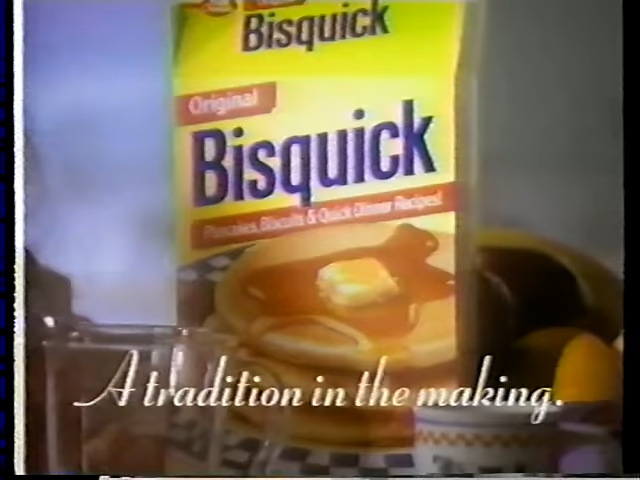 Bisquick
Original
Bisquick
Pancakes, Biscuits & Quick Dinner Recipes!
A tradition in the making.